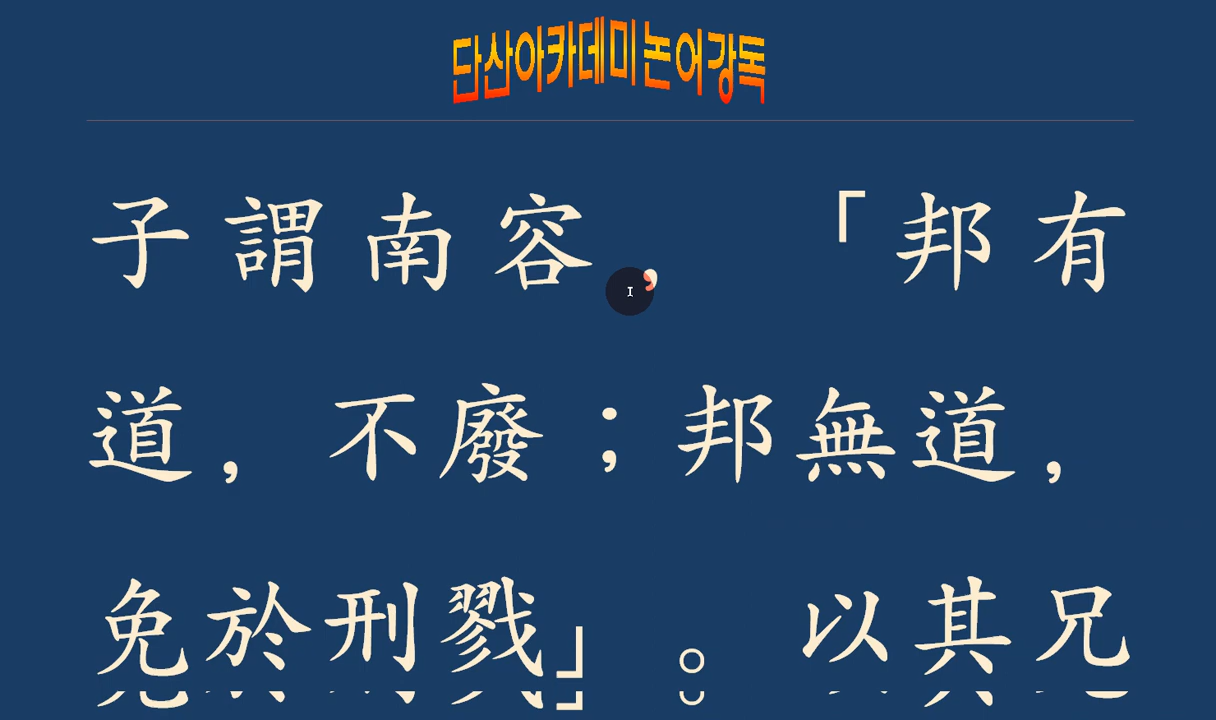 단산아카데미 논어강독
子謂南容, 「邦有
道, 不廢；邦無道,
免於刑戮」。以其兄